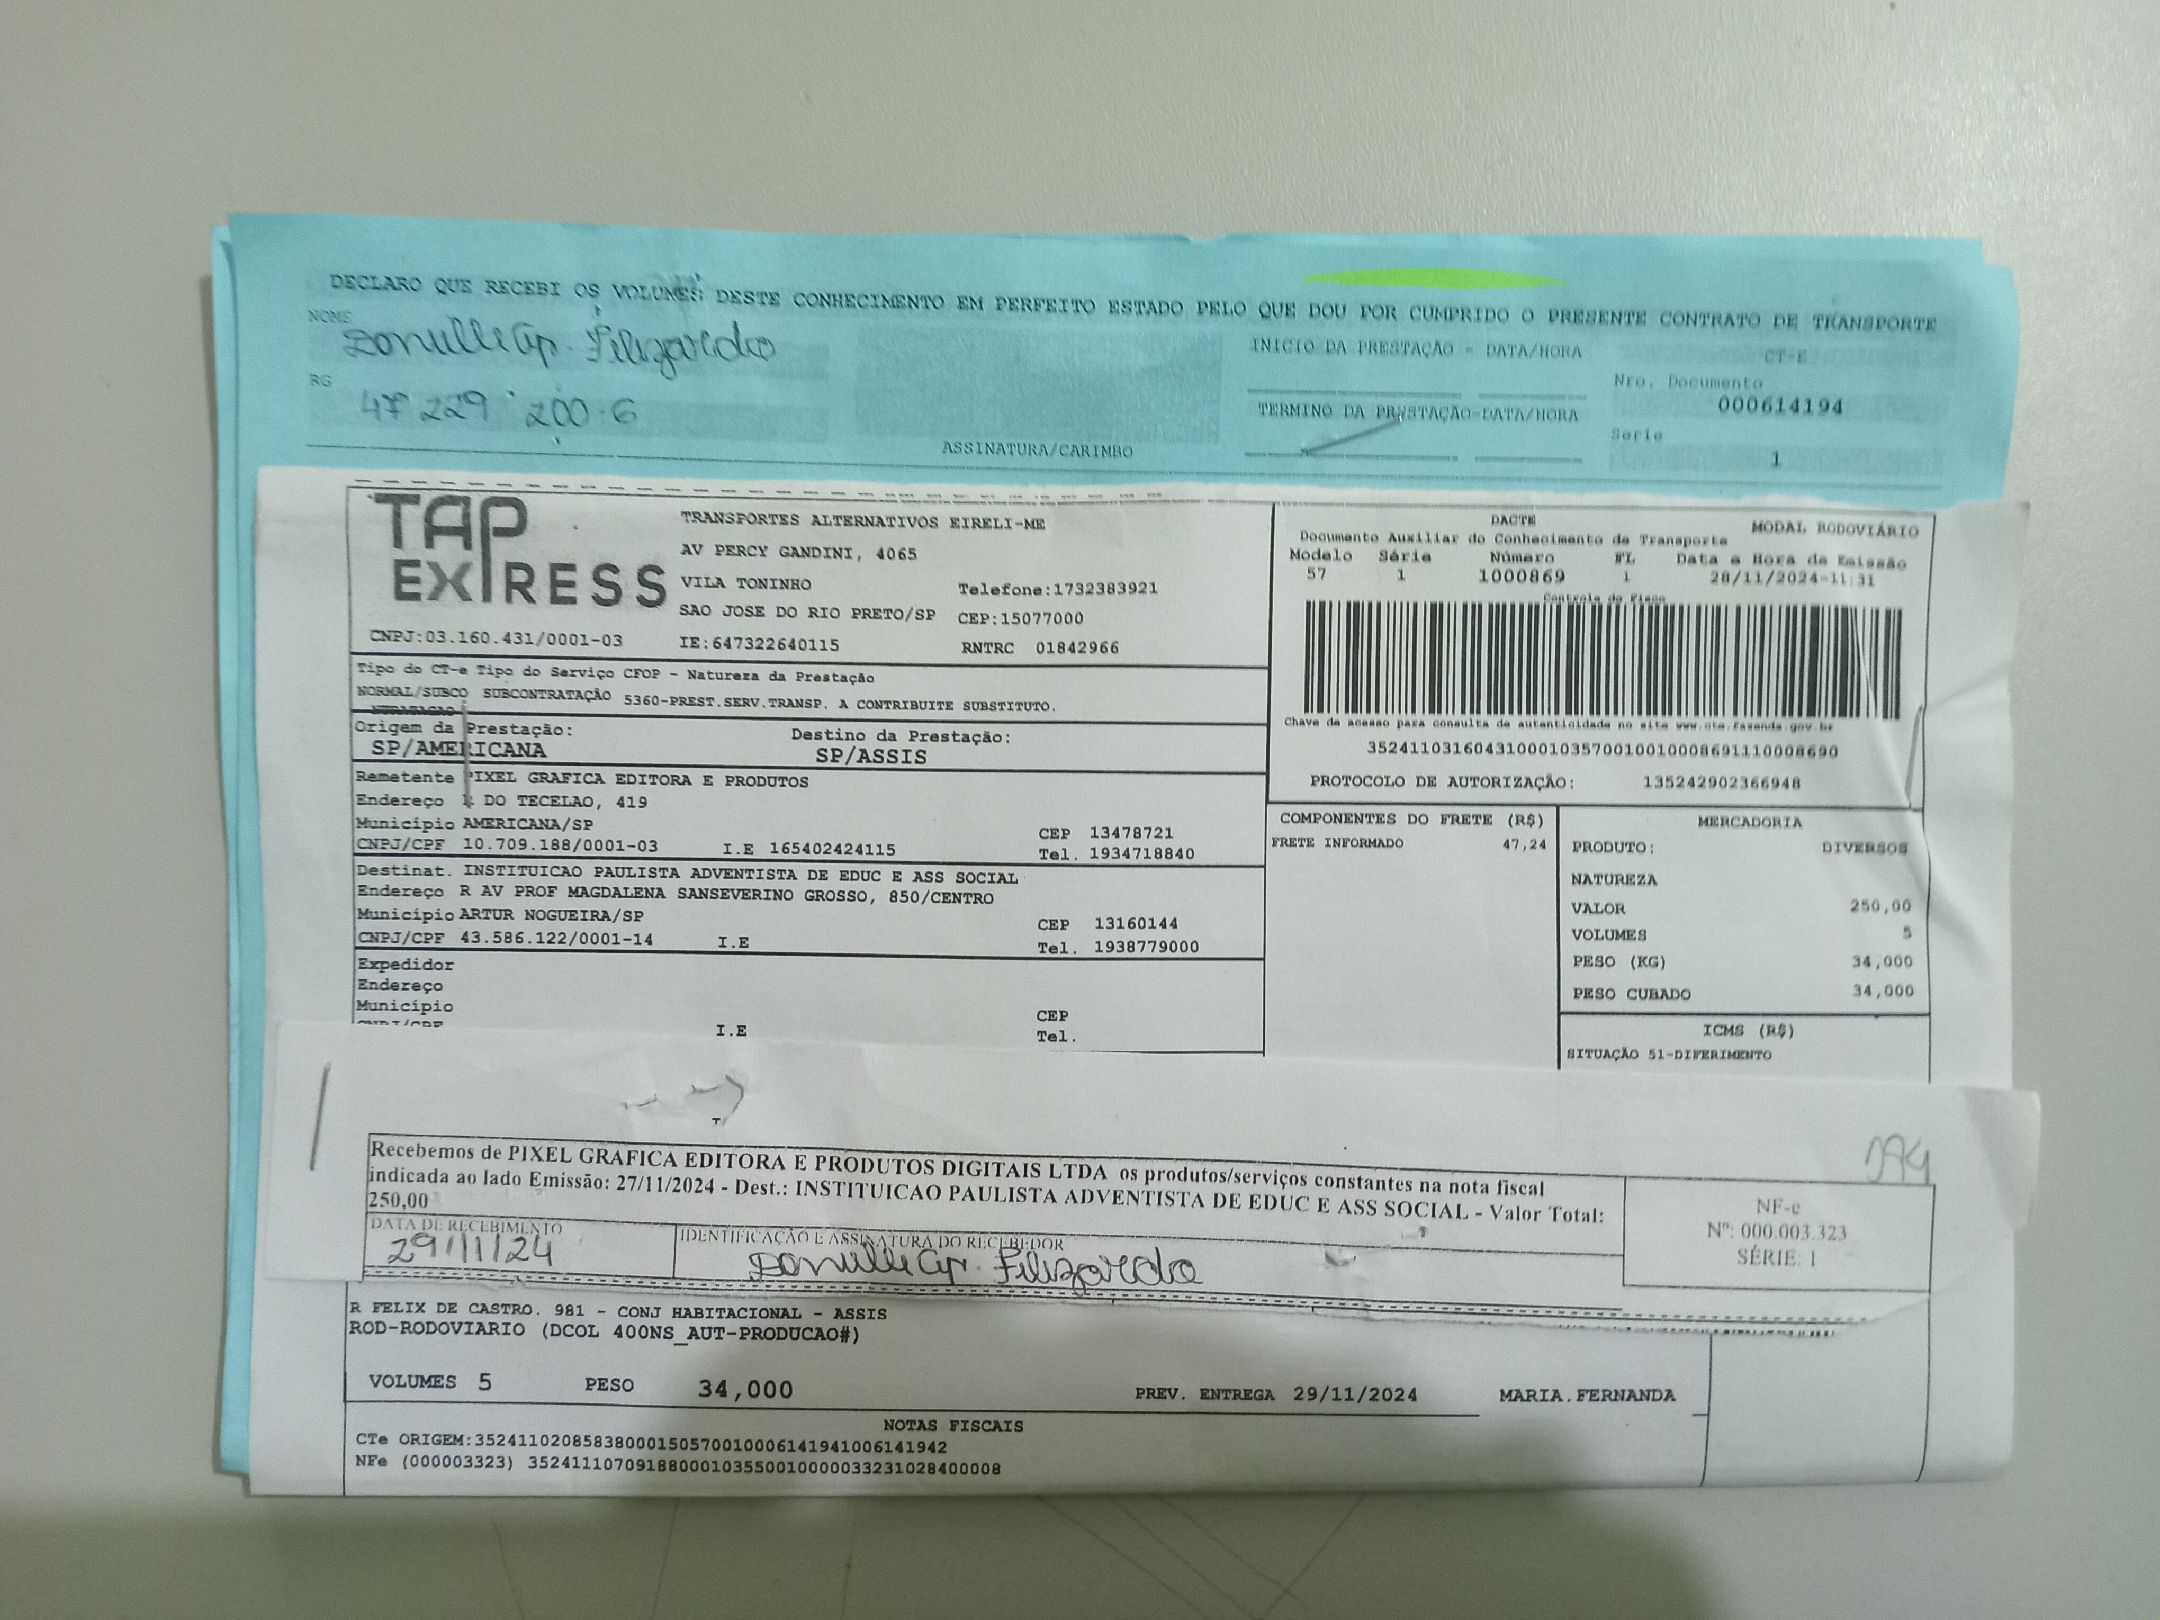 DECLARO QUE RECEBI OS VOLUMES DESTE CONHECIMENTO EM PERFEITO ESTADO PELO QUE DOU POR CUMPRIDO O PRESENTE CONTRATO DE TRANSPORTE
NOME
Ap. Filizardo
RG
47 229 200-6
ASSINATURA/CARIMBO
INICIO DA PRESTAÇÃO - DATA/HORA
TERMINO DA PRESTAÇÃO-DATA/HORA
CT-E
Nro. Documento
000614194
Serie
1
TAP EXPRESS
TRANSPORTES ALTERNATIVOS EIRELI-ME
AV PERCY GANDINI, 4065
VILA TONINHO Telefone:1732383921
SAO JOSE DO RIO PRETO/SP CEP:15077000
CNPJ:03.160.431/0001-03 IE:647322640115 RNTRC 01842966
DACTE MODAL RODOVIÁRIO
Documento Auxiliar do Conhecimento de Transporte
Modelo Série Número FL Data e Hora de Emissão
57 1 1000869 1 28/11/2024-11:31
Controle do Fisco
Chave de acesso para consulta de autenticidade no site www.cte.fazenda.gov.br
35241103160431000103570010010008691110008690
PROTOCOLO DE AUTORIZAÇÃO: 135242902366948
Tipo do CT-e Tipo do Serviço CFOP - Natureza da Prestação
NORMAL/SUBCO SUBCONTRATAÇÃO 5360-PREST.SERV.TRANSP. A CONTRIBUITE SUBSTITUTO.
NTRATACAO
Origem da Prestação: Destino da Prestação:
SP/AMERICANA SP/ASSIS
Remetente PIXEL GRAFICA EDITORA E PRODUTOS
Endereço R DO TECELAO, 419
Município AMERICANA/SP CEP 13478721
CNPJ/CPF 10.709.188/0001-03 I.E 165402424115 Tel. 1934718840
Destinat. INSTITUICAO PAULISTA ADVENTISTA DE EDUC E ASS SOCIAL
Endereço R AV PROF MAGDALENA SANSEVERINO GROSSO, 850/CENTRO
Município ARTUR NOGUEIRA/SP CEP 13160144
CNPJ/CPF 43.586.122/0001-14 I.E Tel. 1938779000
Expedidor
Endereço
Município CEP
CNPJ/CPF I.E Tel.
COMPONENTES DO FRETE (R$)
FRETE INFORMADO 47,24
MERCADORIA
PRODUTO: DIVERSOS
NATUREZA
VALOR 250,00
VOLUMES 5
PESO (KG) 34,000
PESO CUBADO 34,000
ICMS (R$)
SITUAÇÃO 51-DIFERIMENTO
Recebemos de PIXEL GRAFICA EDITORA E PRODUTOS DIGITAIS LTDA os produtos/serviços constantes na nota fiscal
indicada ao lado Emissão: 27/11/2024 - Dest.: INSTITUICAO PAULISTA ADVENTISTA DE EDUC E ASS SOCIAL - Valor Total:
250,00
DATA DE RECEBIMENTO
29/11/24
IDENTIFICAÇÃO E ASSINATURA DO RECEBEDOR
Ap. Filizardo
194
NF-e
Nº: 000.003.323
SÉRIE: 1
R FELIX DE CASTRO. 981 - CONJ HABITACIONAL - ASSIS
ROD-RODOVIARIO (DCOL 400NS_AUT-PRODUCAO#)
VOLUMES 5 PESO 34,000 PREV. ENTREGA 29/11/2024 MARIA.FERNANDA
NOTAS FISCAIS
CTe ORIGEM:35241102085838000150570010006141941006141942
NFe (000003323) 35241110709188000103550010000033231028400008